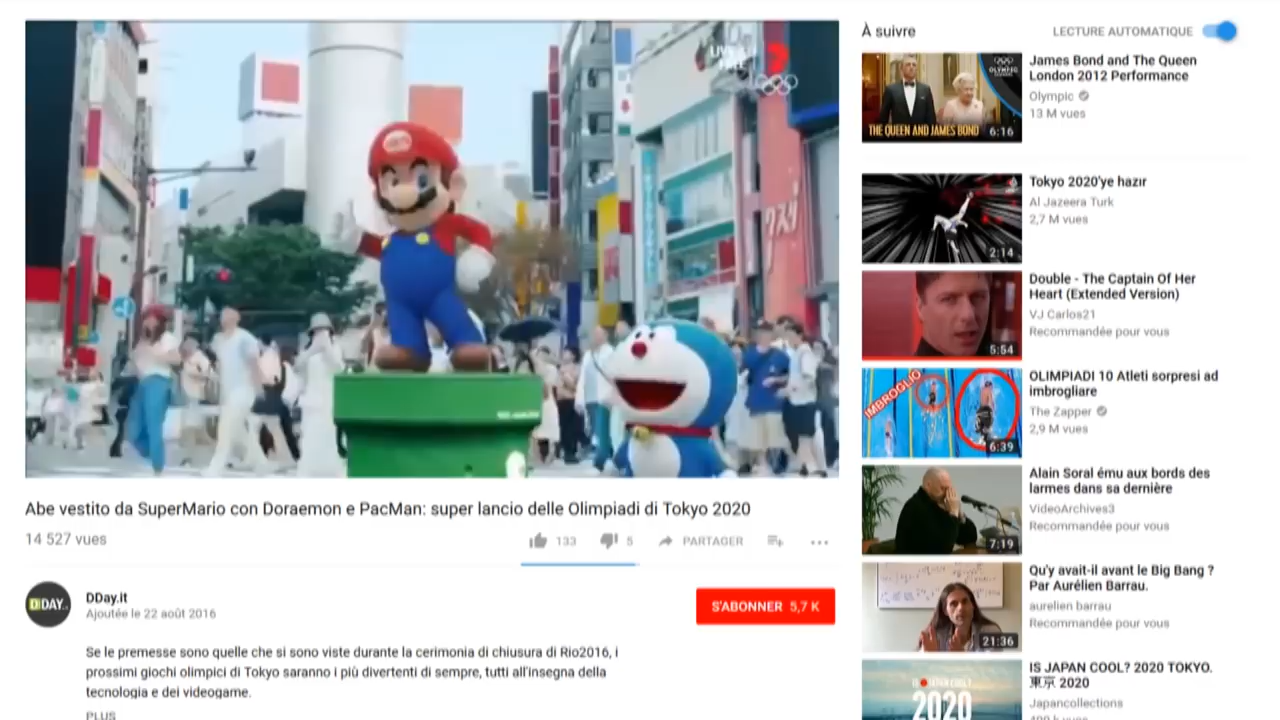 LIVE &
FREE
7
クスリ
Abe vestito da SuperMario con Doraemon e PacMan: super lancio delle Olimpiadi di Tokyo 2020
14 527 vues
133
5
PARTAGER
DDAY.
DDay.it
Ajoutée le 22 août 2016
S'ABONNER 5,7 K
Se le premesse sono quelle che si sono viste durante la cerimonia di chiusura di Rio2016, i
prossimi giochi olimpici di Tokyo saranno i più divertenti di sempre, tutti all'insegna della
tecnologia e dei videogame.
PLUS
À suivre
LECTURE AUTOMATIQUE
OLYMPIC
THE QUEEN AND JAMES BOND
6:16
James Bond and The Queen
London 2012 Performance
Olympic
13 M vues
2:14
Tokyo 2020'ye hazır
Al Jazeera Turk
2,7 M vues
5:54
Double - The Captain Of Her
Heart (Extended Version)
VJ Carlos21
Recommandée pour vous
IMBROGLIO
6:39
OLIMPIADI 10 Atleti sorpresi ad
imbrogliare
The Zapper
2,9 M vues
7:19
Alain Soral ému aux bords des
larmes dans sa dernière
VideoArchives3
Recommandée pour vous
21:36
Qu'y avait-il avant le Big Bang ?
Par Aurélien Barrau.
aurelien barrau
Recommandée pour vous
2020
IS JAPAN COOL? 2020 TOKYO.
東京 2020
Japancollections